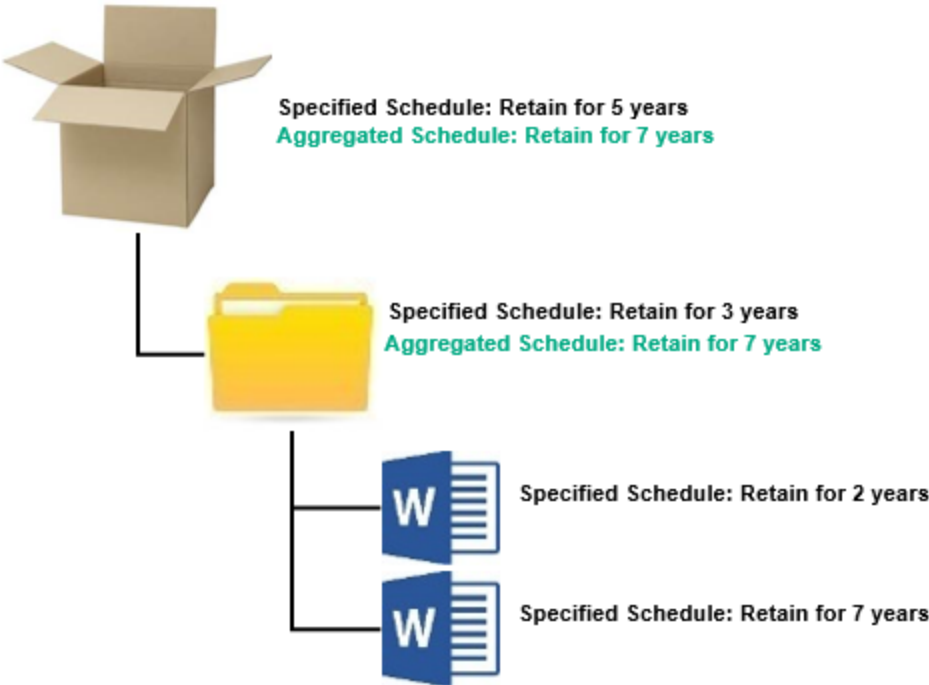 Specified Schedule: Retain for 5 years
Aggregated Schedule: Retain for 7 years
Specified Schedule: Retain for 3 years
Aggregated Schedule: Retain for 7 years
W
Specified Schedule: Retain for 2 years
W
Specified Schedule: Retain for 7 years